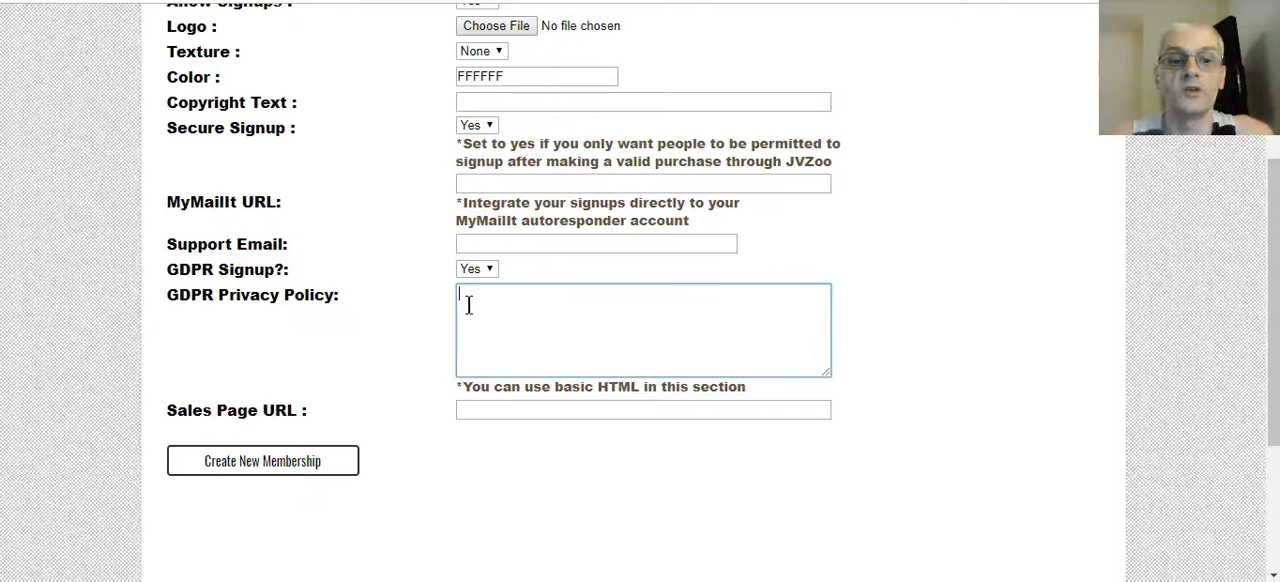 Allow Signups : Yes
Logo : Choose File No file chosen
Texture : None
Color : FFFFFF
Copyright Text :
Secure Signup : Yes
*Set to yes if you only want people to be permitted to
signup after making a valid purchase through JVZoo
MyMailIt URL:
*Integrate your signups directly to your
MyMailIt autoresponder account
Support Email:
GDPR Signup?: Yes
GDPR Privacy Policy:
*You can use basic HTML in this section
Sales Page URL :
Create New Membership